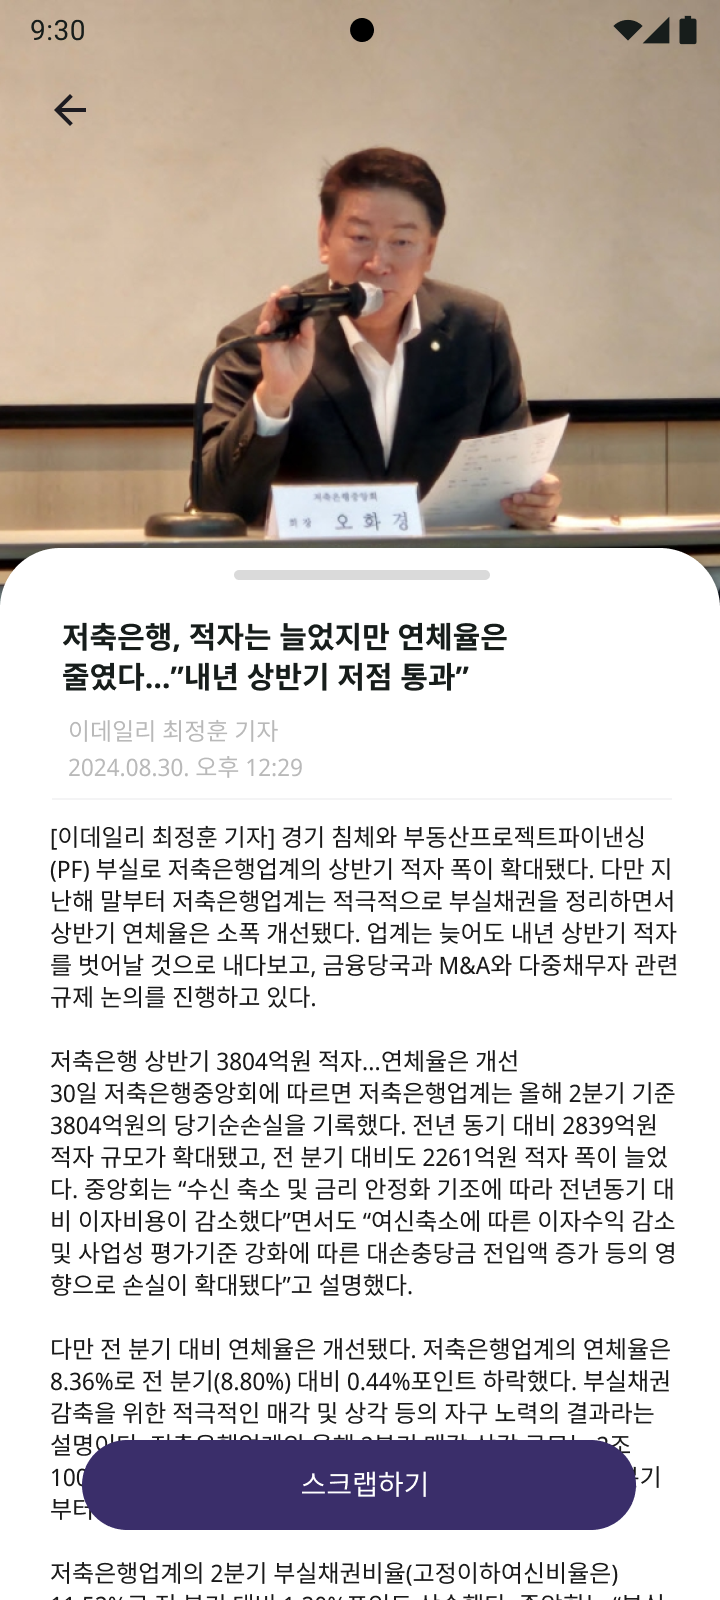 9:30
저축은행중앙회
회장 오화경
저축은행, 적자는 늘었지만 연체율은
줄였다...”내년 상반기 저점 통과”
이데일리 최정훈 기자
2024.08.30. 오후 12:29
[이데일리 최정훈 기자] 경기 침체와 부동산프로젝트파이낸싱
(PF) 부실로 저축은행업계의 상반기 적자 폭이 확대됐다. 다만 지
난해 말부터 저축은행업계는 적극적으로 부실채권을 정리하면서
상반기 연체율은 소폭 개선됐다. 업계는 늦어도 내년 상반기 적자
를 벗어날 것으로 내다보고, 금융당국과 M&A와 다중채무자 관련
규제 논의를 진행하고 있다.
저축은행 상반기 3804억원 적자...연체율은 개선
30일 저축은행중앙회에 따르면 저축은행업계는 올해 2분기 기준
3804억원의 당기순손실을 기록했다. 전년 동기 대비 2839억원
적자 규모가 확대됐고, 전 분기 대비도 2261억원 적자 폭이 늘었
다. 중앙회는 “수신 축소 및 금리 안정화 기조에 따라 전년동기 대
비 이자비용이 감소했다”면서도 “여신축소에 따른 이자수익 감소
및 사업성 평가기준 강화에 따른 대손충당금 전입액 증가 등의 영
향으로 손실이 확대됐다”고 설명했다.
다만 전 분기 대비 연체율은 개선됐다. 저축은행업계의 연체율은
8.36%로 전 분기(8.80%) 대비 0.44%포인트 하락했다. 부실채권
감축을 위한 적극적인 매각 및 상각 등의 자구 노력의 결과라는
부터
스크랩하기
저축은행업계의 2분기 부실채권비율(고정이하여신비율은)